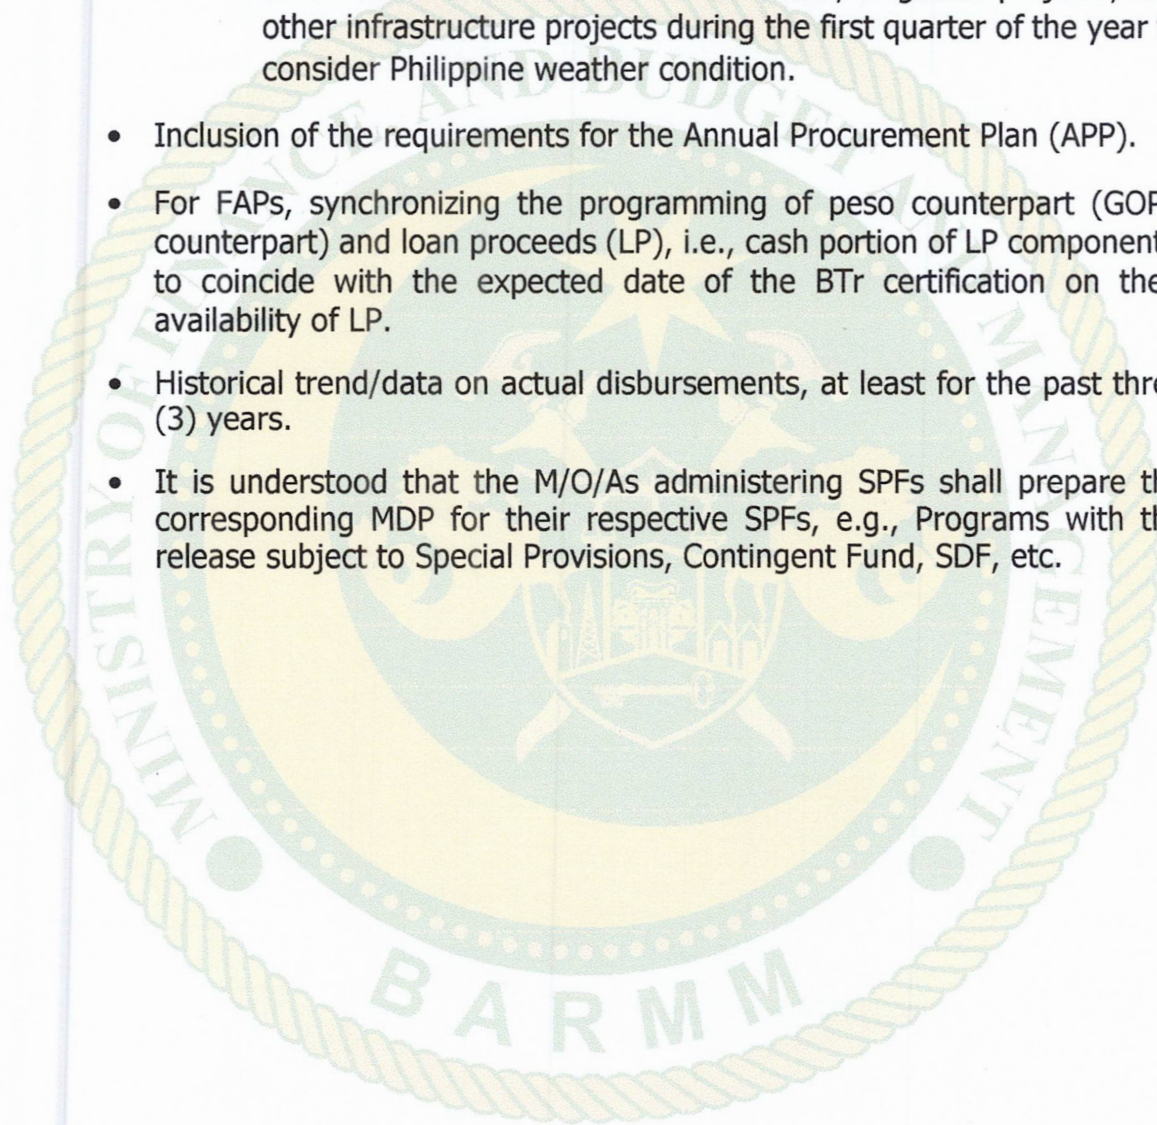 other infrastructure projects during the first quarter of the year
consider Philippine weather condition.
• Inclusion of the requirements for the Annual Procurement Plan (APP).
• For FAPs, synchronizing the programming of peso counterpart (GOP
counterpart) and loan proceeds (LP), i.e., cash portion of LP component
to coincide with the expected date of the BTr certification on the
availability of LP.
• Historical trend/data on actual disbursements, at least for the past thre
(3) years.
• It is understood that the M/O/As administering SPFs shall prepare th
corresponding MDP for their respective SPFs, e.g., Programs with th
release subject to Special Provisions, Contingent Fund, SDF, etc.
MINISTRY OF FINANCE AND BUDGET AND MANAGEMENT
BARMM